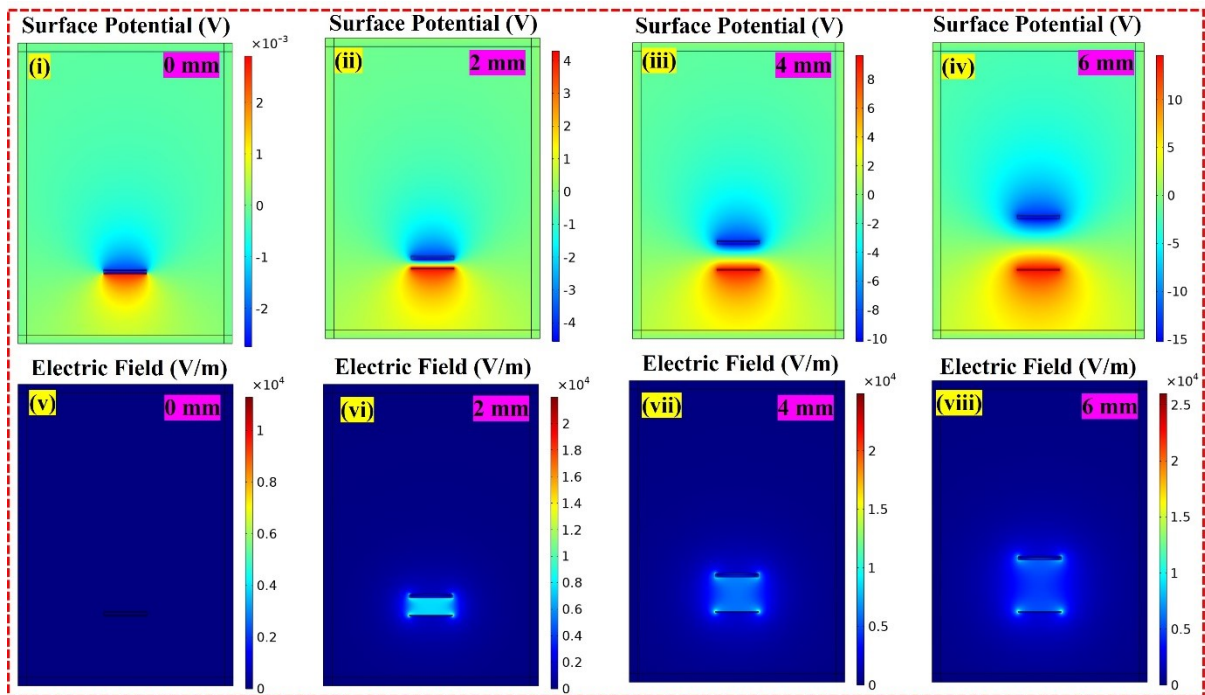 Surface Potential (V)
Surface Potential (V)
Surface Potential (V)
Surface Potential (V)
×10⁻³
(i)
0 mm
2
1
0
-1
-2
(ii)
2 mm
4
3
2
1
0
-1
-2
-3
-4
(iii)
4 mm
8
6
4
2
0
-2
-4
-6
-8
-10
(iv)
6 mm
10
5
0
-5
-10
-15
Electric Field (V/m)
Electric Field (V/m)
Electric Field (V/m)
Electric Field (V/m)
×10⁴
(v)
0 mm
1
0.8
0.6
0.4
0.2
0
×10⁴
(vi)
2 mm
2
1.8
1.6
1.4
1.2
1
0.8
0.6
0.4
0.2
0
×10⁴
(vii)
4 mm
2
1.5
1
0.5
0
×10⁴
(viii)
6 mm
2.5
2
1.5
1
0.5
0